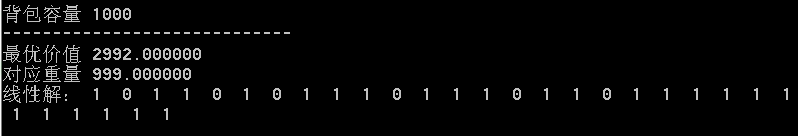 背包容量 1000
-----------------------------
最优价值 2992.000000
对应重量 999.000000
线性解: 1 0 1 1 0 1 0 1 1 1 0 1 1 1 0 1 1 0 1 1 1 1 1 1
1 1 1 1 1 1